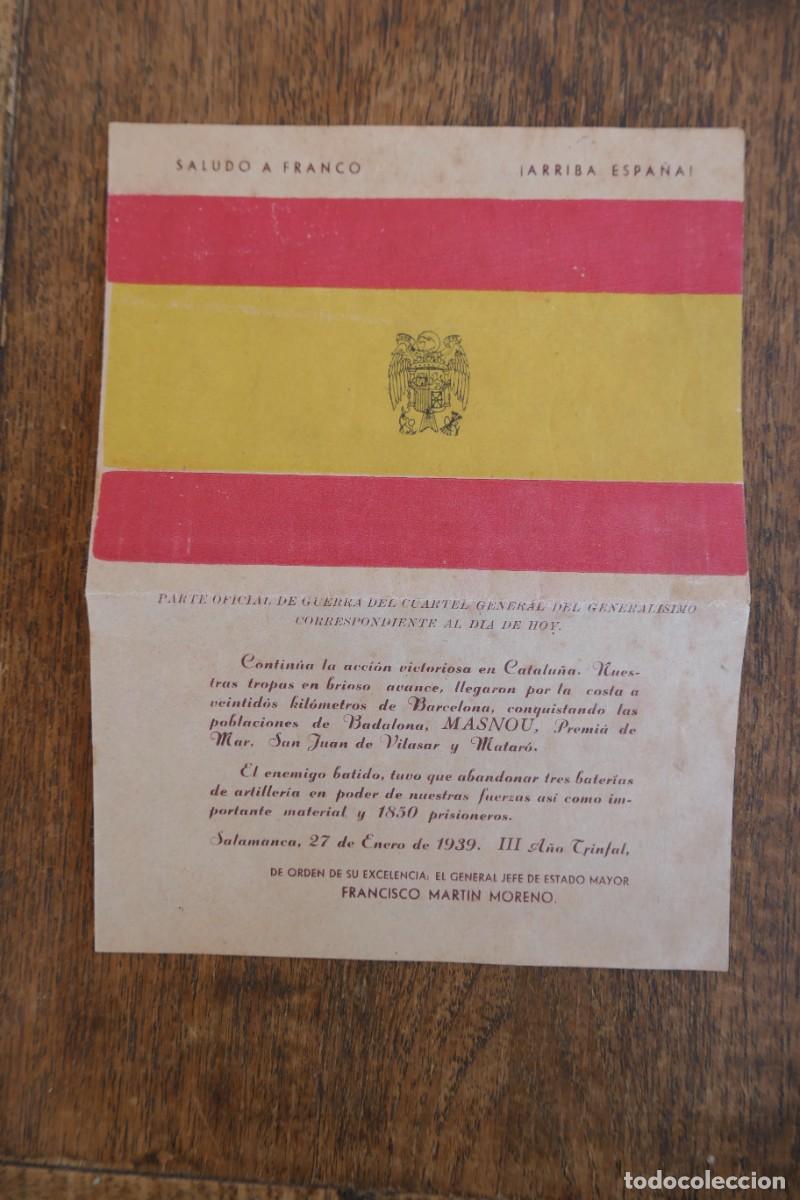 SALUDO A FRANCO ¡ARRIBA ESPAÑA!
PARTE OFICIAL DE GUERRA DEL CUARTEL GENERAL DEL GENERALISIMO
CORRESPONDIENTE AL DIA DE HOY.
Continúa la acción victoriosa en Cataluña. Nues-
tras tropas en brioso avance, llegaron por la costa a
veintidós kilómetros de Barcelona, conquistando las
poblaciones de Badalona, MASNOU, Premiá de
Mar. San Juan de Vilasar y Mataró.
El enemigo batido, tuvo que abandonar tres baterías
de artillería en poder de nuestras fuerzas así como im-
portante material y 1850 prisioneros.
Salamanca, 27 de Enero de 1939. III Año Trinfal,
DE ORDEN DE SU EXCELENCIA; EL GENERAL JEFE DE ESTADO MAYOR
FRANCISCO MARTIN MORENO.
todocoleccion